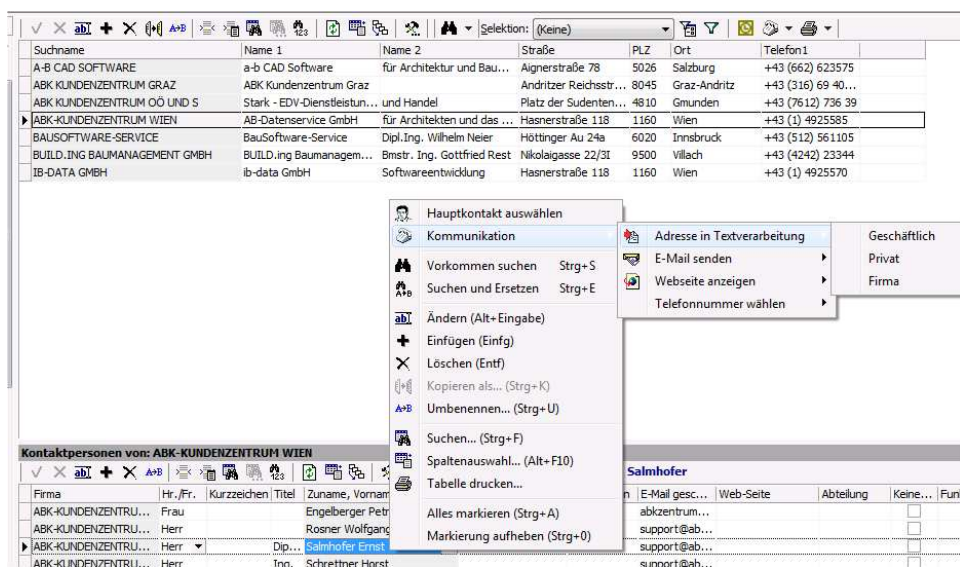 Selektion: (Keine)
Suchname Name 1 Name 2 Straße PLZ Ort Telefon1
A-B CAD SOFTWARE a-b CAD Software für Architektur und Bau... Aignerstraße 78 5026 Salzburg +43 (662) 623575
ABK KUNDENZENTRUM GRAZ ABK Kundenzentrum Graz Andritzer Reichsstr... 8045 Graz-Andritz +43 (316) 69 40...
ABK KUNDENZENTRUM OÖ UND S Stark - EDV-Dienstleistun... und Handel Platz der Sudenten... 4810 Gmunden +43 (7612) 736 39
ABK-KUNDENZENTRUM WIEN AB-Datenservice GmbH für Architekten und das ... Hasnerstraße 118 1160 Wien +43 (1) 4925585
BAUSOFTWARE-SERVICE BauSoftware-Service Dipl.Ing. Wilhelm Neier Höttinger Au 24a 6020 Innsbruck +43 (512) 561105
BUILD.ING BAUMANAGEMENT GMBH BUILD.ing Baumanagem... Bmstr. Ing. Gottfried Rest Nikolaigasse 22/3I 9500 Villach +43 (4242) 23344
IB-DATA GMBH ib-data GmbH Softwareentwicklung Hasnerstraße 118 1160 Wien +43 (1) 4925570
Hauptkontakt auswählen
Kommunikation Adresse in Textverarbeitung Geschäftlich
E-Mail senden Privat
Vorkommen suchen Strg+S Webseite anzeigen Firma
Suchen und Ersetzen Strg+E Telefonnummer wählen
Ändern (Alt+Eingabe)
Einfügen (Einfg)
Löschen (Entf)
Kopieren als... (Strg+K)
Umbenennen... (Strg+U)
Suchen... (Strg+F)
Spaltenauswahl... (Alt+F10)
Tabelle drucken...
Alles markieren (Strg+A)
Markierung aufheben (Strg+0)
Kontaktpersonen von: ABK-KUNDENZENTRUM WIEN
Salmhofer
Firma Hr./Fr. Kurzzeichen Titel Zuname, Vornam n E-Mail gesc... Web-Seite Abteilung Keine... Fun
ABK-KUNDENZENTRU... Frau Engelberger Petr abkzentrum...
ABK-KUNDENZENTRU... Herr Rosner Wolfgang support@ab...
ABK-KUNDENZENTRU... Herr Dip... Salmhofer Ernst support@ab...
ABK-KUNDENZENTRU... Herr Ing. Schrettner Horst support@ab...